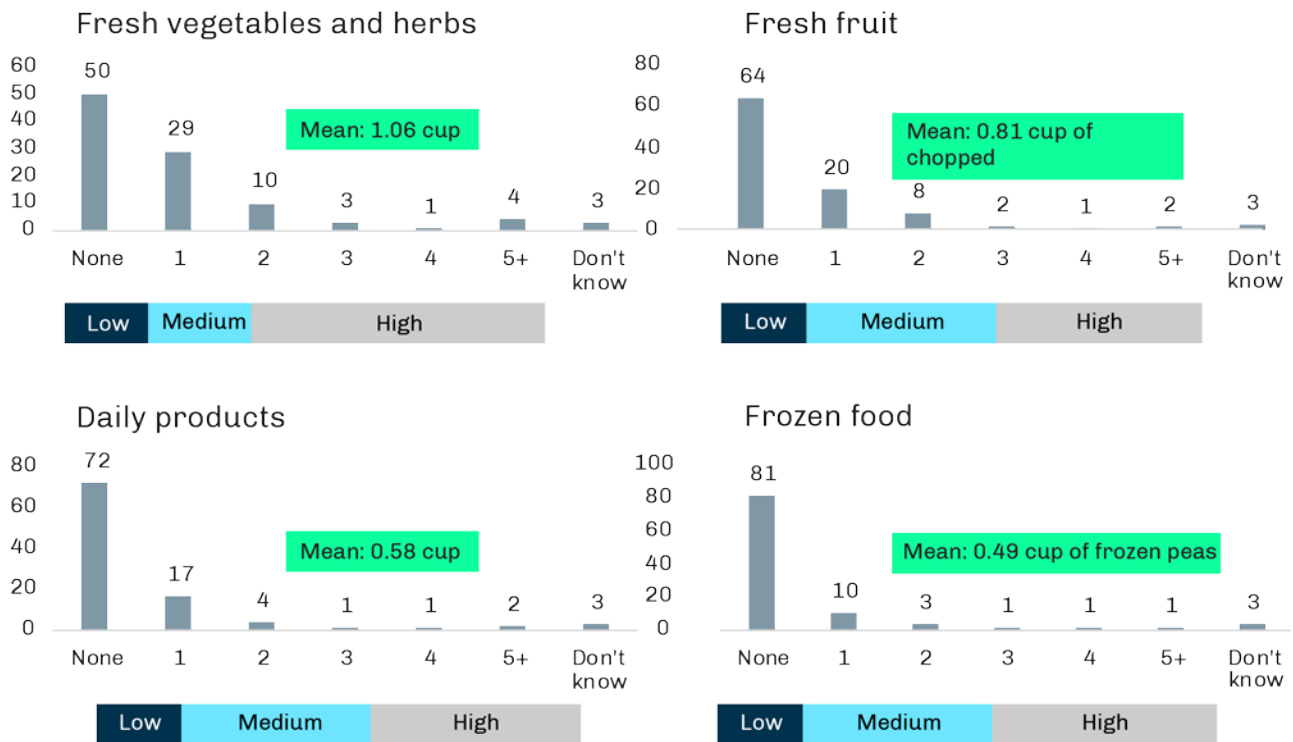 Fresh vegetables and herbs
60
50
40
30
20
10
0
50
29
10
3
1
4
3
Mean: 1.06 cup
None 1 2 3 4 5+ Don't
know
Low Medium High
Fresh fruit
80
60
40
20
0
64
20
8
2
1
2
3
Mean: 0.81 cup of
chopped
None 1 2 3 4 5+ Don't
know
Low Medium High
Daily products
80
60
40
20
0
72
17
4
1
1
2
3
Mean: 0.58 cup
None 1 2 3 4 5+ Don't
know
Low Medium High
Frozen food
100
80
60
40
20
0
81
10
3
1
1
1
3
Mean: 0.49 cup of frozen peas
None 1 2 3 4 5+ Don't
know
Low Medium High